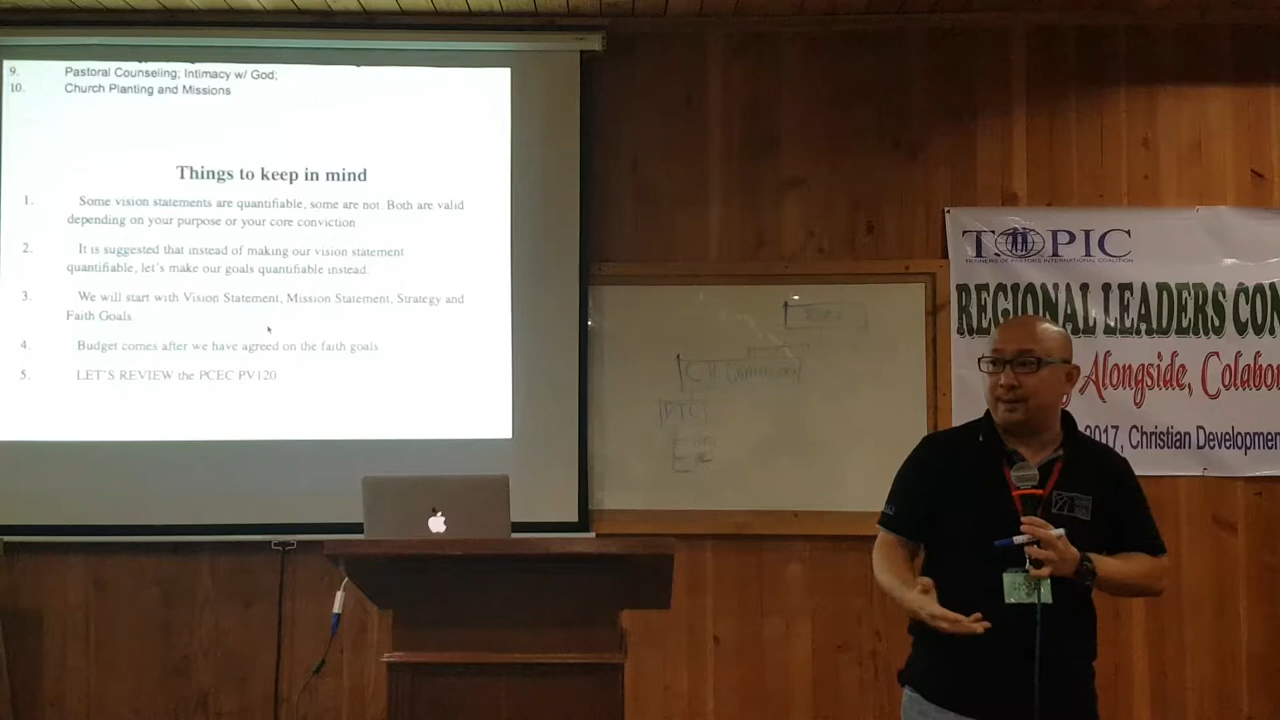 9. Pastoral Counseling; Intimacy w/ God;
10. Church Planting and Missions
Things to keep in mind
1. Some vision statements are quantifiable, some are not. Both are valid
depending on your purpose or your core conviction
2. It is suggested that instead of making our vision statement
quantifiable, let's make our goals quantifiable instead.
3. We will start with Vision Statement, Mission Statement, Strategy and
Faith Goals.
4. Budget comes after we have agreed on the faith goals
5. LET'S REVIEW the PCEC PV120
PTC
TOPIC
TRAINERS OF PASTORS INTERNATIONAL COALITION
REGIONAL LEADERS CON
Alongside, Colabor
2017, Christian Developmen